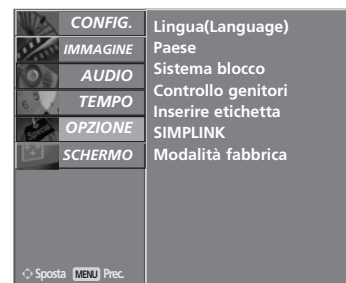 CONFIG.
IMMAGINE
AUDIO
TEMPO
OPZIONE
SCHERMO
Lingua(Language)
Paese
Sistema blocco
Controllo genitori
Inserire etichetta
SIMPLINK
Modalità fabbrica
Sposta MENU Prec.